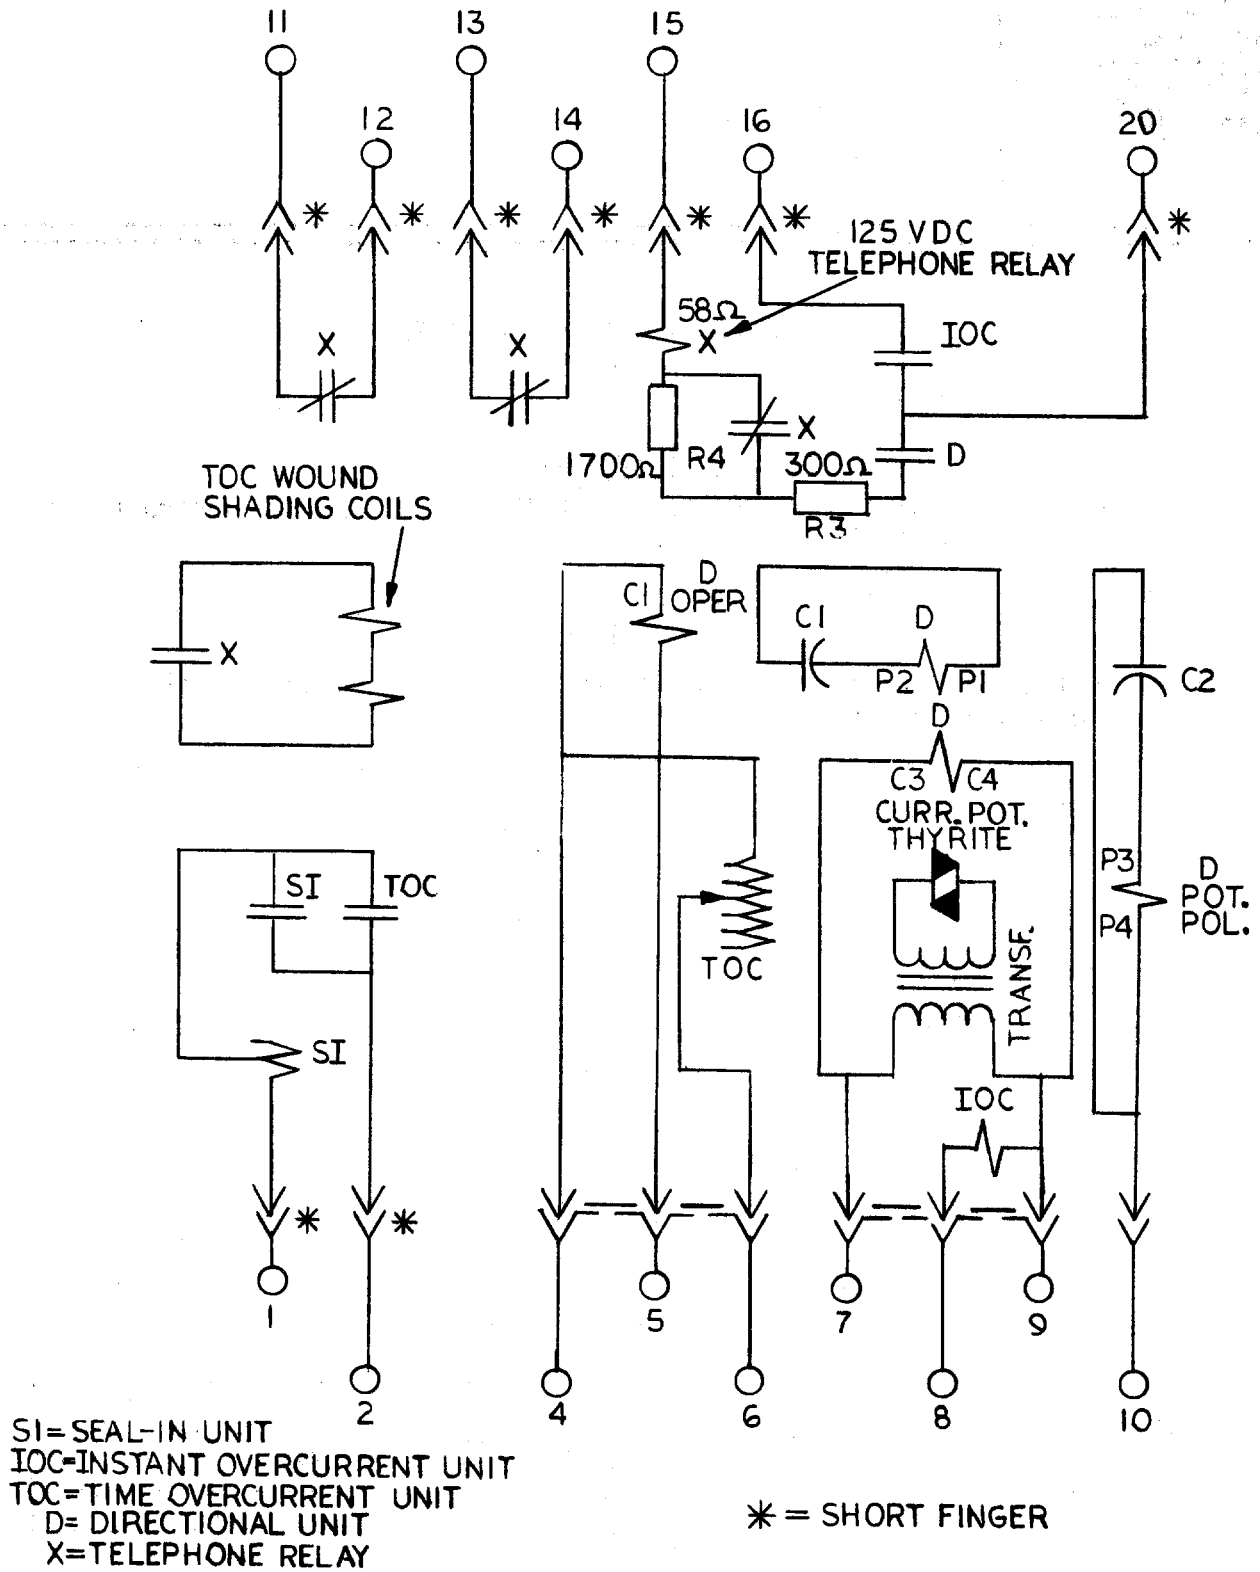 11
13
15
12
14
16
20
*
*
*
*
*
*
*
125 VDC
TELEPHONE RELAY
58Ω
X
IOC
X
X
X
R4
1700Ω
300Ω
D
R3
TOC WOUND
SHADING COILS
X
C1
D
OPER
C1
D
P2
P1
C2
D
C3
C4
CURR. POT.
THYRITE
P3
P4
D
POT.
POL.
SI
TOC
TOC
TRANSF.
SI
IOC
*
*
1
5
7
9
2
4
6
8
10
SI=SEAL-IN UNIT
IOC=INSTANT OVERCURRENT UNIT
TOC=TIME OVERCURRENT UNIT
D= DIRECTIONAL UNIT
X=TELEPHONE RELAY
* = SHORT FINGER